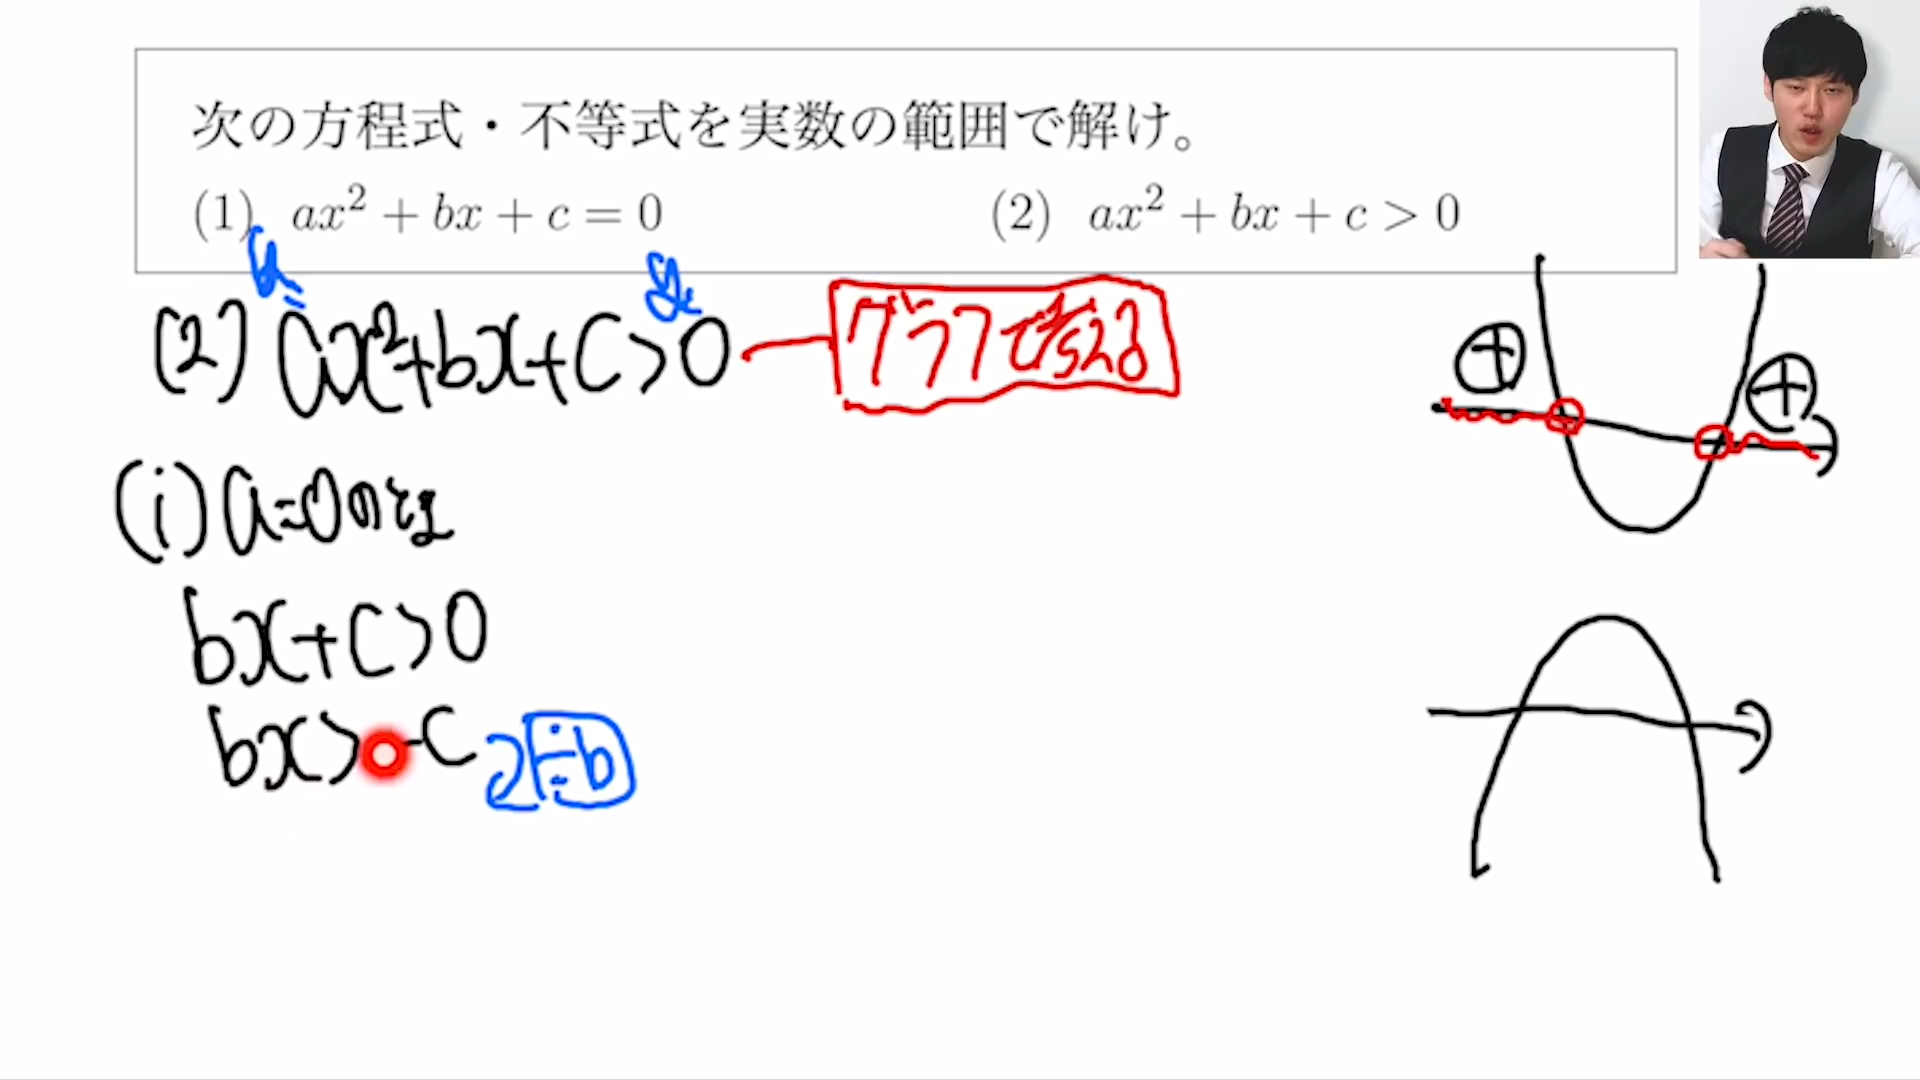 次の方程式・不等式を実数の範囲で解け。
(1) ax² + bx + c = 0 (2) ax² + bx + c > 0
(2) ax²+bx+c>0 グラフで考える
⊕ ⊕
(i) a=0のとき
bx+c>0
bx>-c
÷b